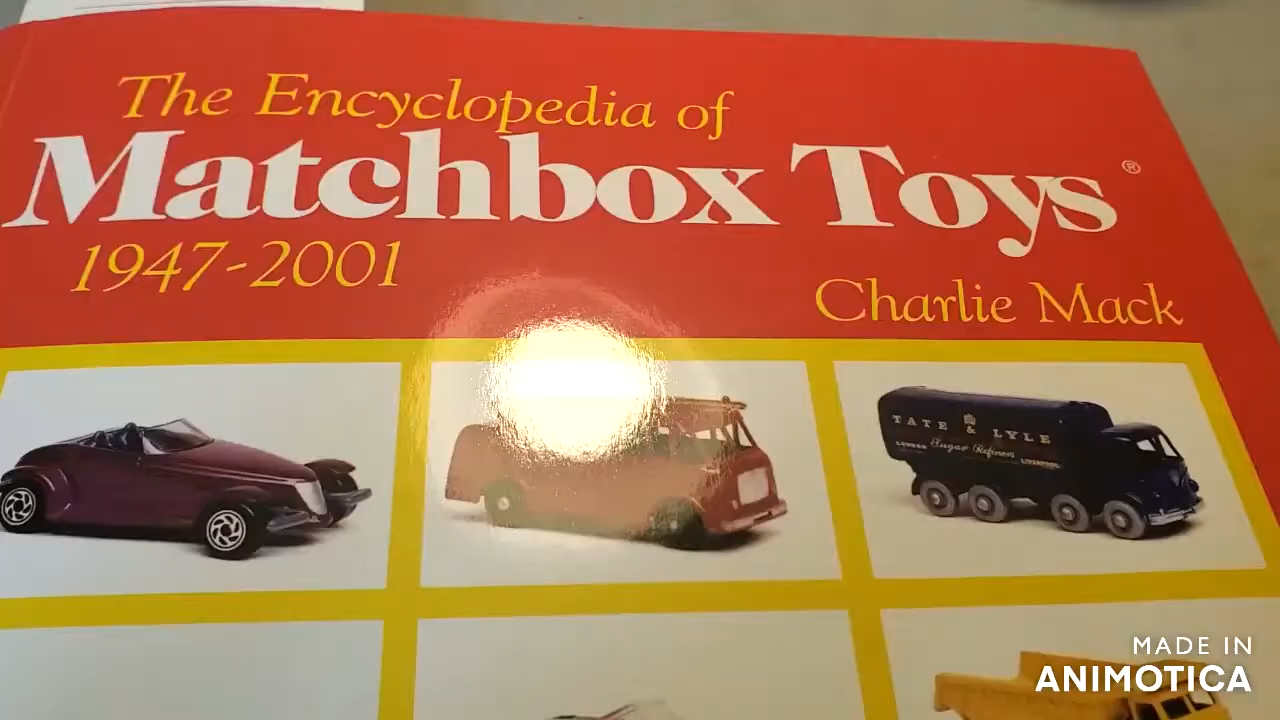 The Encyclopedia of
Matchbox Toys ®
1947-2001
Charlie Mack
TATE & LYLE
LONDON Sugar Refiners LIVERPOOL
MADE IN
ANIMOTICA